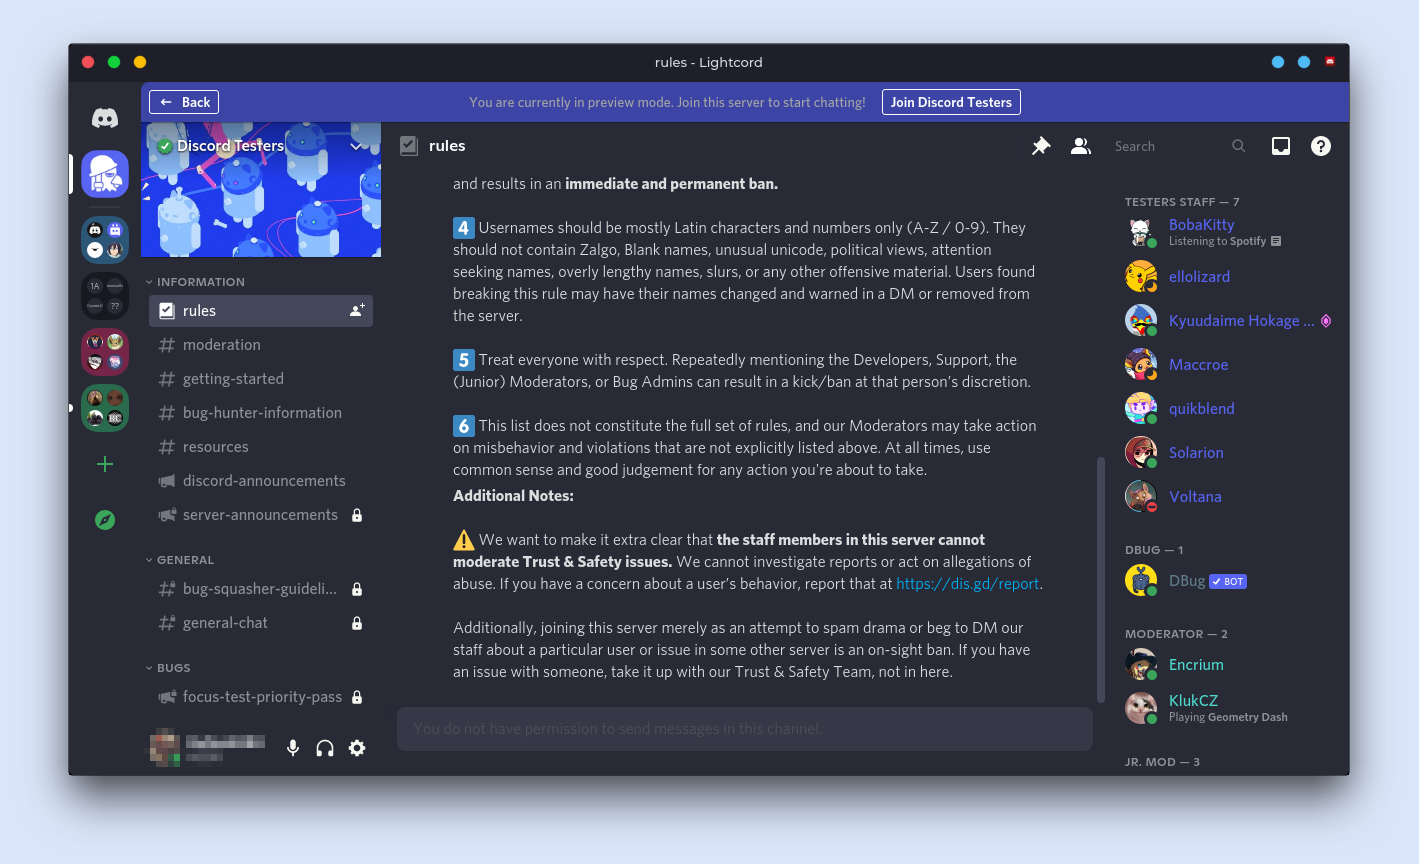 rules - Lightcord
← Back
You are currently in preview mode. Join this server to start chatting!
Join Discord Testers
Discord Testers
rules
Search
INFORMATION
rules
moderation
getting-started
bug-hunter-information
resources
discord-announcements
server-announcements
GENERAL
bug-squasher-guideli...
general-chat
BUGS
focus-test-priority-pass
1A
??
and results in an immediate and permanent ban.
4 Usernames should be mostly Latin characters and numbers only (A-Z / 0-9). They
should not contain Zalgo, Blank names, unusual unicode, political views, attention
seeking names, overly lengthy names, slurs, or any other offensive material. Users found
breaking this rule may have their names changed and warned in a DM or removed from
the server.
5 Treat everyone with respect. Repeatedly mentioning the Developers, Support, the
(Junior) Moderators, or Bug Admins can result in a kick/ban at that person's discretion.
6 This list does not constitute the full set of rules, and our Moderators may take action
on misbehavior and violations that are not explicitly listed above. At all times, use
common sense and good judgement for any action you're about to take.
Additional Notes:
⚠️ We want to make it extra clear that the staff members in this server cannot
moderate Trust & Safety issues. We cannot investigate reports or act on allegations of
abuse. If you have a concern about a user's behavior, report that at https://dis.gd/report.
Additionally, joining this server merely as an attempt to spam drama or beg to DM our
staff about a particular user or issue in some other server is an on-sight ban. If you have
an issue with someone, take it up with our Trust & Safety Team, not in here.
You do not have permission to send messages in this channel.
TESTERS STAFF — 7
BobaKitty
Listening to Spotify
ellolizard
Kyuudaime Hokage ...
Maccroe
quikblend
Solarion
Voltana
DBUG — 1
DBug ✓ BOT
MODERATOR — 2
Encrium
KlukCZ
Playing Geometry Dash
JR. MOD — 3